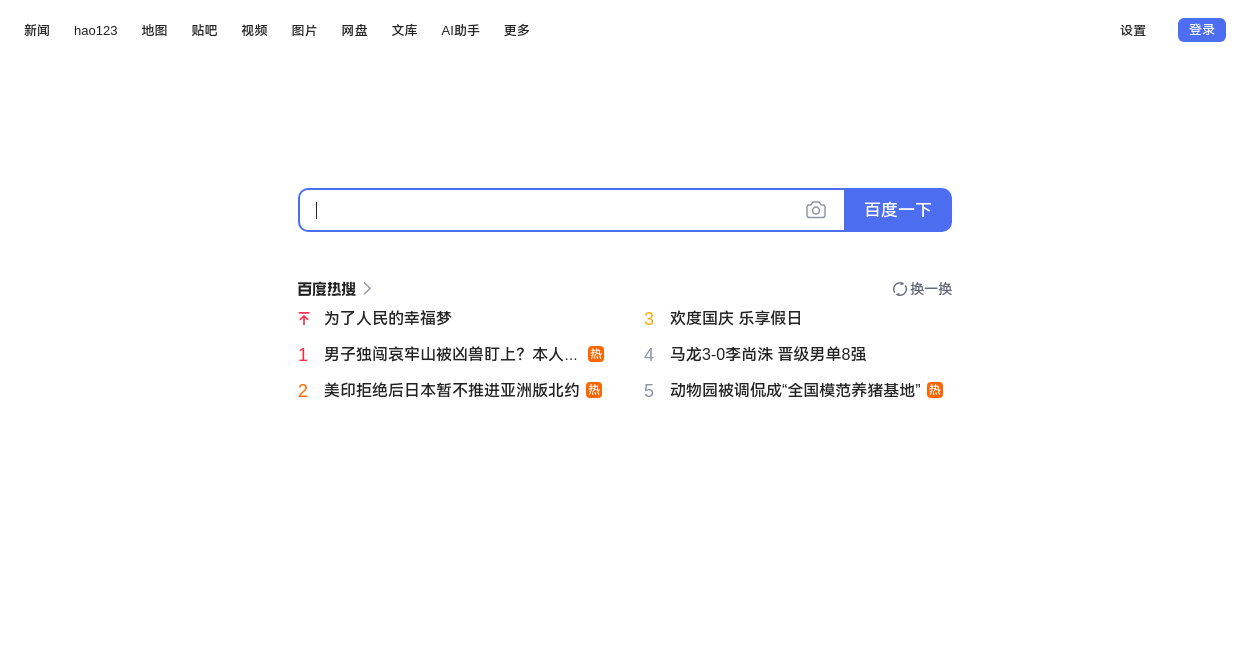 新闻 hao123 地图 贴吧 视频 图片 网盘 文库 AI助手 更多 设置 登录
百度一下
百度热搜 换一换
为了人民的幸福梦
1 男子独闯哀牢山被凶兽盯上？本人... 热
2 美印拒绝后日本暂不推进亚洲版北约 热
3 欢度国庆 乐享假日
4 马龙3-0李尚洙 晋级男单8强
5 动物园被调侃成“全国模范养猪基地” 热